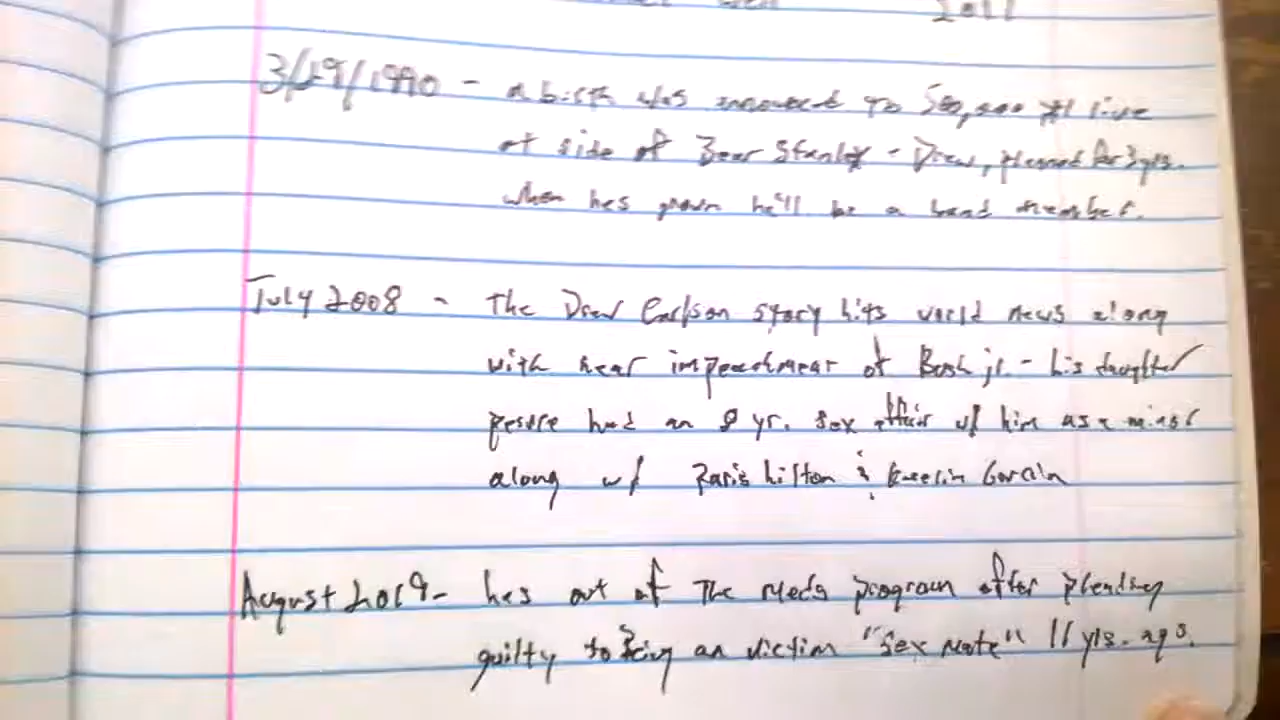 2011
3/29/1990 - a birth was announced to 500,000 #1 live
at side of Bear Stanley - Drew, planned for 3 yrs.
when hes grown he'll be a band member.
July 2008 - The Drew Carlson story hits world news along
with near impeachment of Bush jr. - his daughter
had an 8 yr. sex affair w/ him as a minor
along w/ Paris hilton &
August 2019 - hes out of The Meds program after pleading
guilty to being an victim "Sex Mate" 11 yrs. ago.